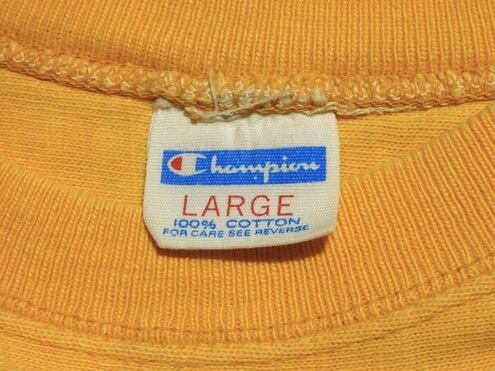 Champion
LARGE
100% COTTON
FOR CARE SEE REVERSE